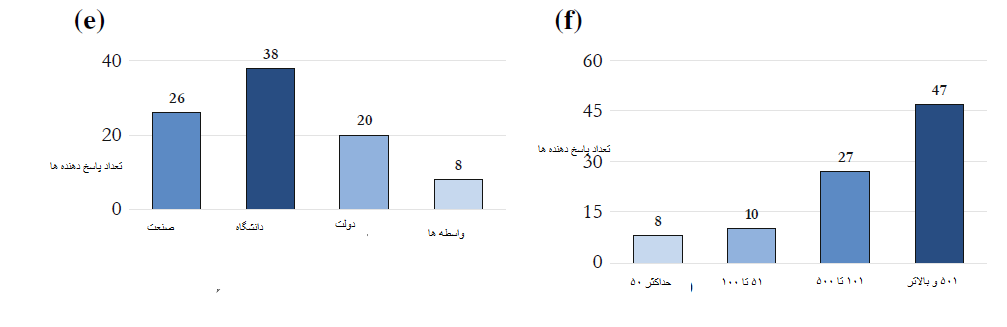 (e)
40
20
0
تعداد پاسخ دهنده ها
26
38
20
8
صنعت
دانشگاه
دولت
واسطه ها
(f)
60
45
30
15
0
تعداد پاسخ دهنده ها
8
10
27
47
حداکثر ۵۰
۵۱ تا ۱۰۰
۱۰۱ تا ۵۰۰
۵۰۱ و بالاتر